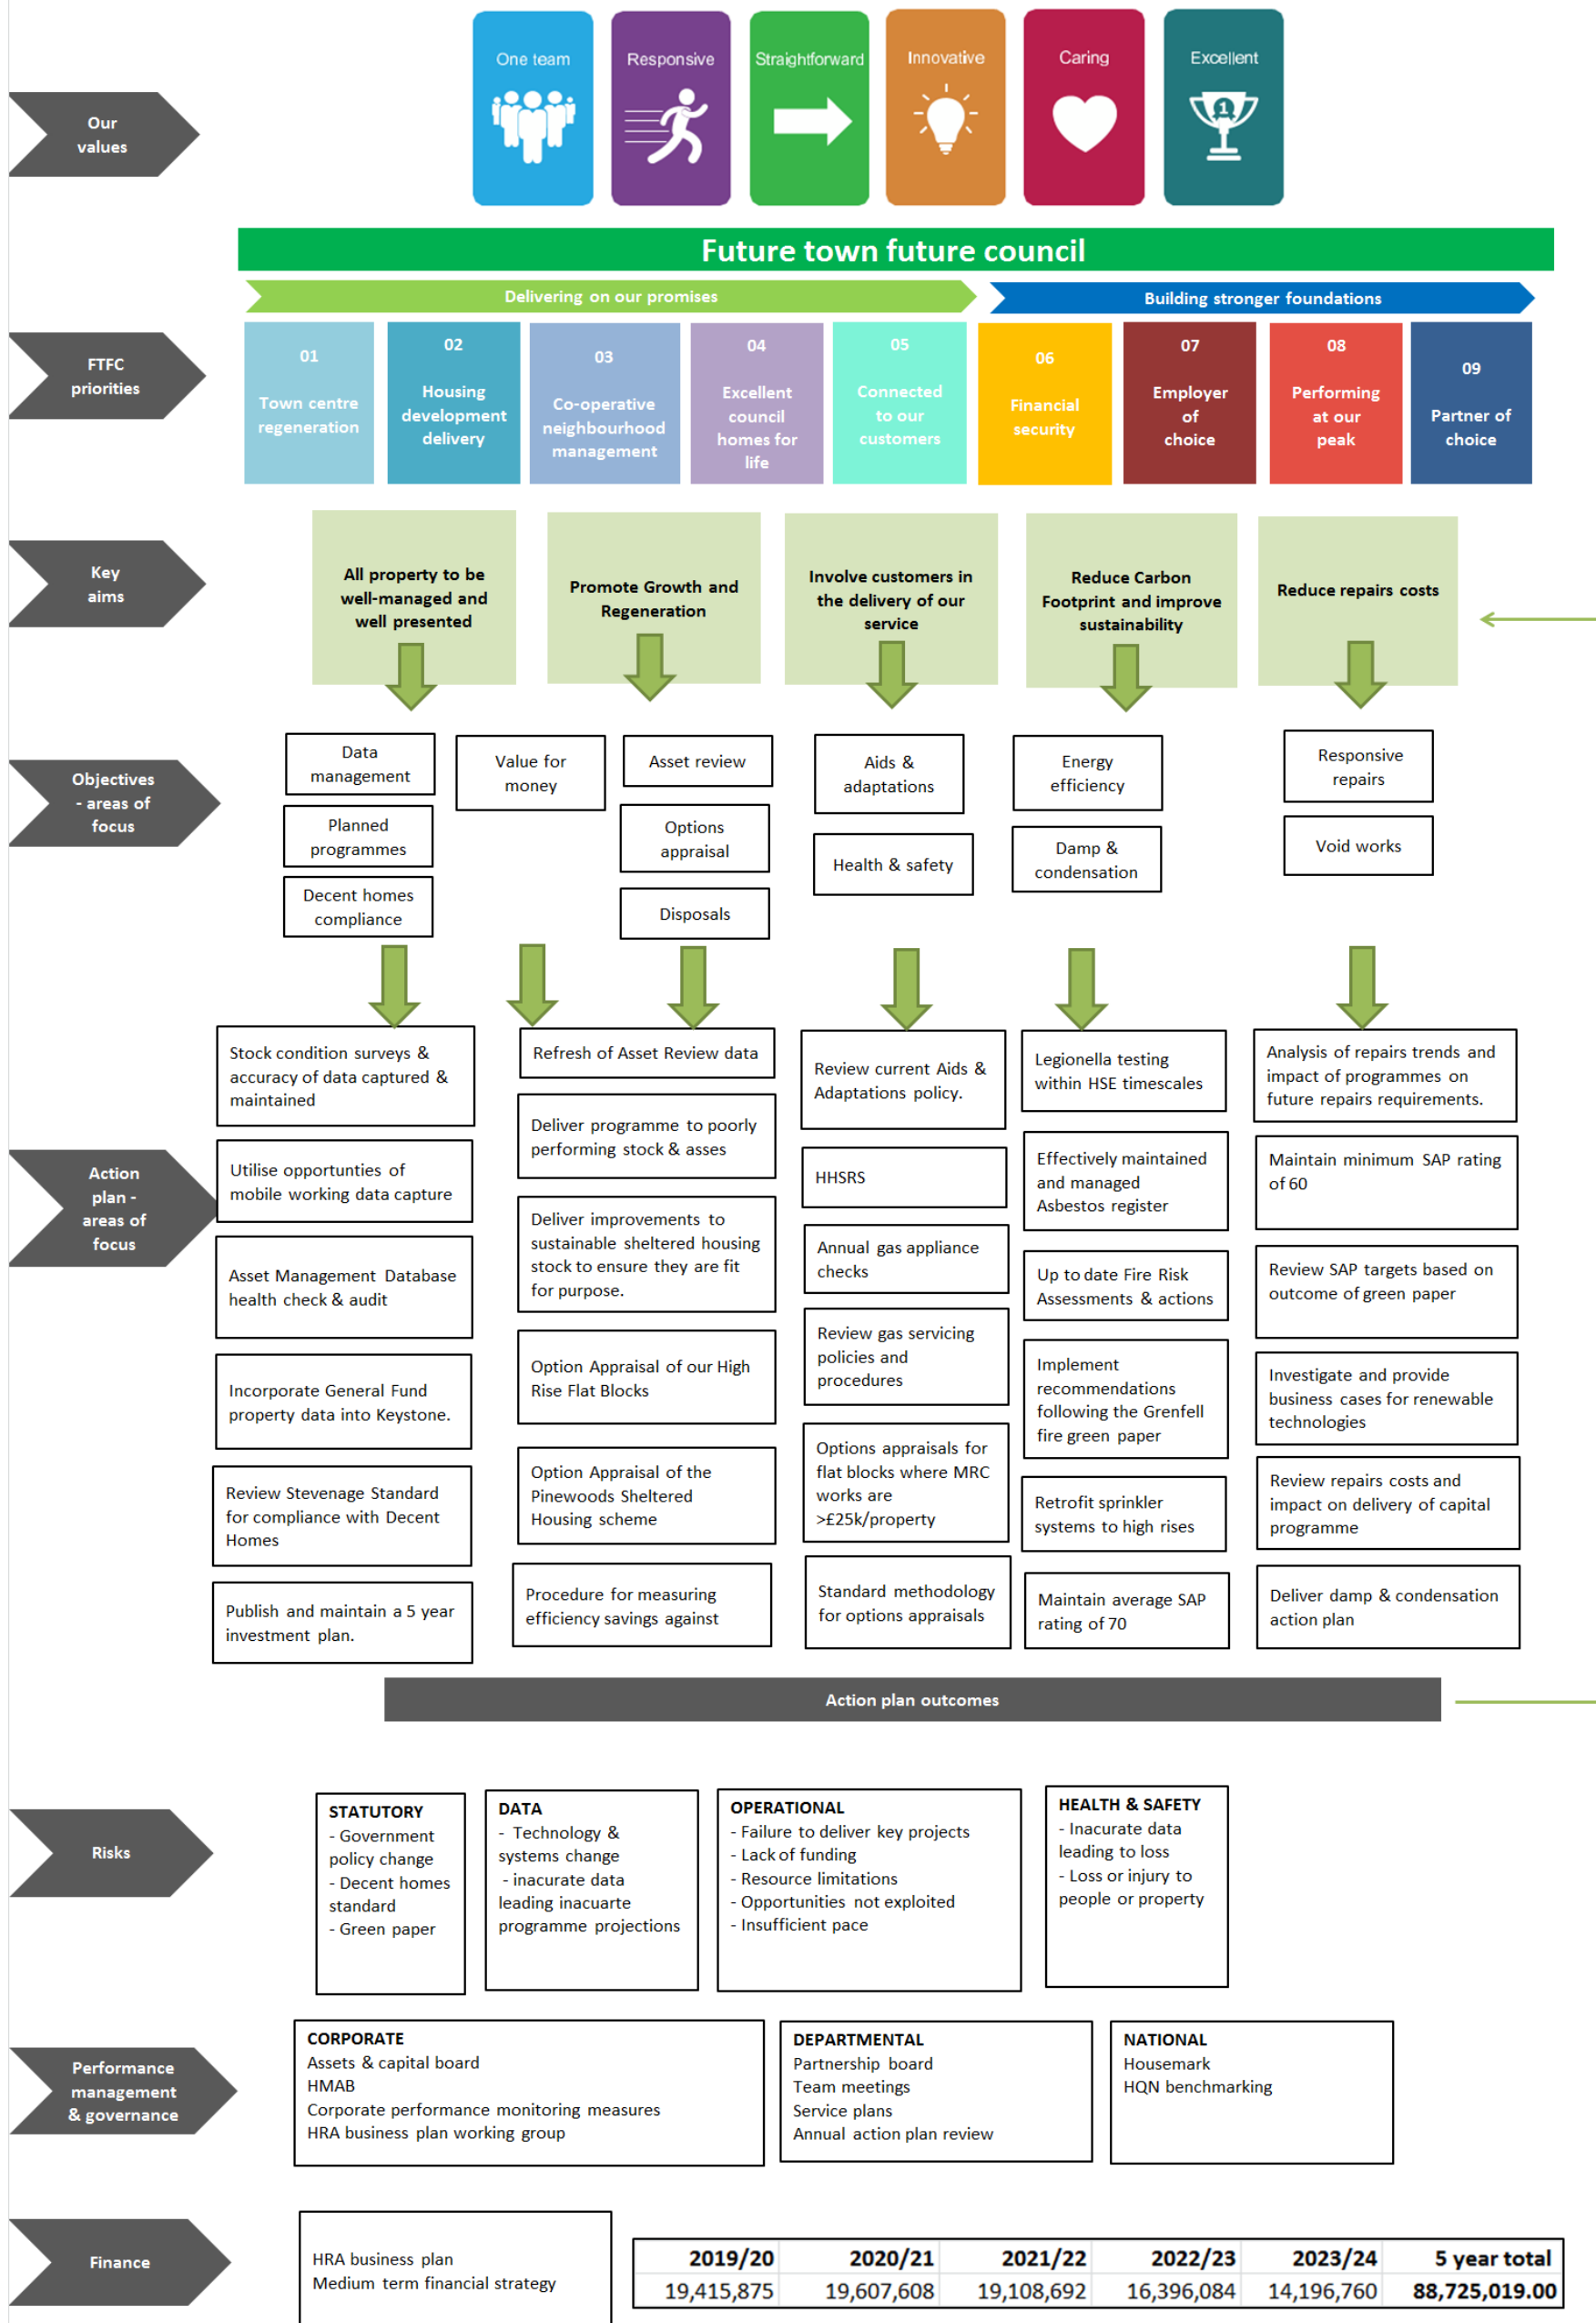 Our
values
One team
Responsive
Straightforward
Innovative
Caring
Excellent
1
Future town future council
Delivering on our promises
Building stronger foundations
FTFC
priorities
01
Town centre
regeneration
02
Housing
development
delivery
03
Co-operative
neighbourhood
management
04
Excellent
council
homes for
life
05
Connected
to our
customers
06
Financial
security
07
Employer
of
choice
08
Performing
at our
peak
09
Partner of
choice
Key
aims
All property to be
well-managed and
well presented
Promote Growth and
Regeneration
Involve customers in
the delivery of our
service
Reduce Carbon
Footprint and improve
sustainability
Reduce repairs costs
Objectives
- areas of
focus
Data
management
Planned
programmes
Decent homes
compliance
Value for
money
Asset review
Options
appraisal
Disposals
Aids &
adaptations
Health & safety
Energy
efficiency
Damp &
condensation
Responsive
repairs
Void works
Action
plan -
areas of
focus
Stock condition surveys &
accuracy of data captured &
maintained
Utilise opportunties of
mobile working data capture
Asset Management Database
health check & audit
Incorporate General Fund
property data into Keystone.
Review Stevenage Standard
for compliance with Decent
Homes
Publish and maintain a 5 year
investment plan.
Refresh of Asset Review data
Deliver programme to poorly
performing stock & asses
Deliver improvements to
sustainable sheltered housing
stock to ensure they are fit
for purpose.
Option Appraisal of our High
Rise Flat Blocks
Option Appraisal of the
Pinewoods Sheltered
Housing scheme
Procedure for measuring
efficiency savings against
Review current Aids &
Adaptations policy.
HHSRS
Annual gas appliance
checks
Review gas servicing
policies and
procedures
Options appraisals for
flat blocks where MRC
works are
>£25k/property
Standard methodology
for options appraisals
Legionella testing
within HSE timescales
Effectively maintained
and managed
Asbestos register
Up to date Fire Risk
Assessments & actions
Implement
recommendations
following the Grenfell
fire green paper
Retrofit sprinkler
systems to high rises
Maintain average SAP
rating of 70
Analysis of repairs trends and
impact of programmes on
future repairs requirements.
Maintain minimum SAP rating
of 60
Review SAP targets based on
outcome of green paper
Investigate and provide
business cases for renewable
technologies
Review repairs costs and
impact on delivery of capital
programme
Deliver damp & condensation
action plan
Action plan outcomes
Risks
STATUTORY
- Government
policy change
- Decent homes
standard
- Green paper
DATA
- Technology &
systems change
- inacurate data
leading inacuarte
programme projections
OPERATIONAL
- Failure to deliver key projects
- Lack of funding
- Resource limitations
- Opportunities not exploited
- Insufficient pace
HEALTH & SAFETY
- Inacurate data
leading to loss
- Loss or injury to
people or property
Performance
management
& governance
CORPORATE
Assets & capital board
HMAB
Corporate performance monitoring measures
HRA business plan working group
DEPARTMENTAL
Partnership board
Team meetings
Service plans
Annual action plan review
NATIONAL
Housemark
HQN benchmarking
Finance
HRA business plan
Medium term financial strategy
2019/20 2020/21 2021/22 2022/23 2023/24 5 year total
19,415,875 19,607,608 19,108,692 16,396,084 14,196,760 88,725,019.00